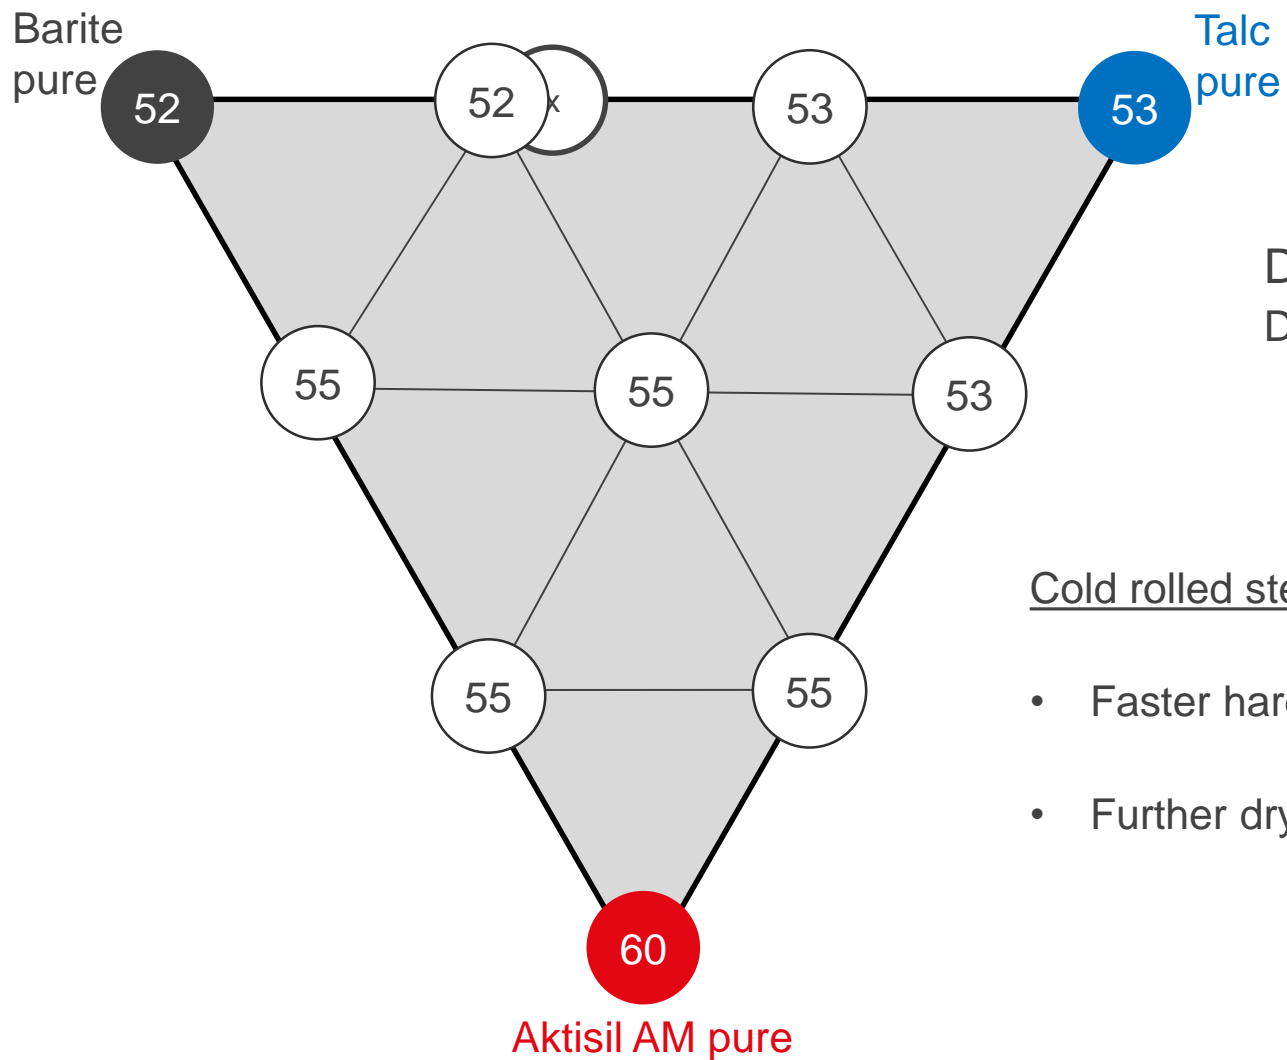 Barite
pure
Talc
pure
52
52
x
53
53
D
D
55
55
53
Cold rolled ste
55
55
• Faster har
• Further dry
60
Aktisil AM pure